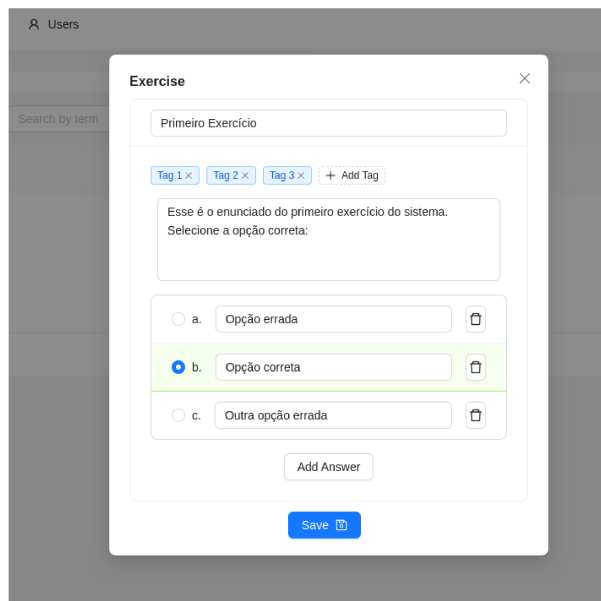 Users
Exercise
Search by term
Primeiro Exercício
Tag 1 Tag 2 Tag 3 Add Tag
Esse é o enunciado do primeiro exercício do sistema.
Selecione a opção correta:
a. Opção errada
b. Opção correta
c. Outra opção errada
Add Answer
Save